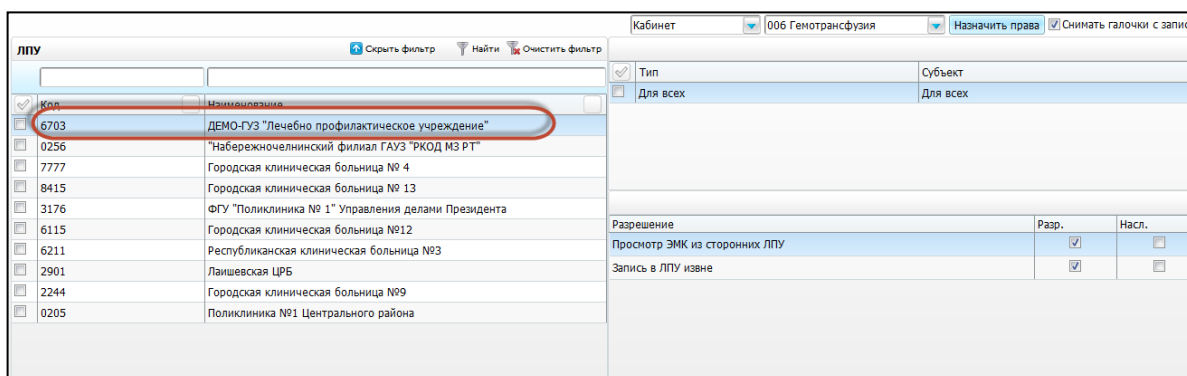 Кабинет 006 Гемотрансфузия Назначить права Снимать галочки с запис
ЛПУ Скрыть фильтр Найти Очистить фильтр
Тип Субъект
Для всех Для всех
Код Наименование
6703 ДЕМО-ГУЗ "Лечебно профилактическое учреждение"
0256 "Набережночелнинский филиал ГАУЗ "РКОД МЗ РТ"
7777 Городская клиническая больница № 4
8415 Городская клиническая больница № 13
3176 ФГУ "Поликлиника № 1" Управления делами Президента
6115 Городская клиническая больница №12
6211 Республиканская клиническая больница №3
2901 Лаишевская ЦРБ
2244 Городская клиническая больница №9
0205 Поликлиника №1 Центрального района
Разрешение Разр. Насл.
Просмотр ЭМК из сторонних ЛПУ
Запись в ЛПУ извне